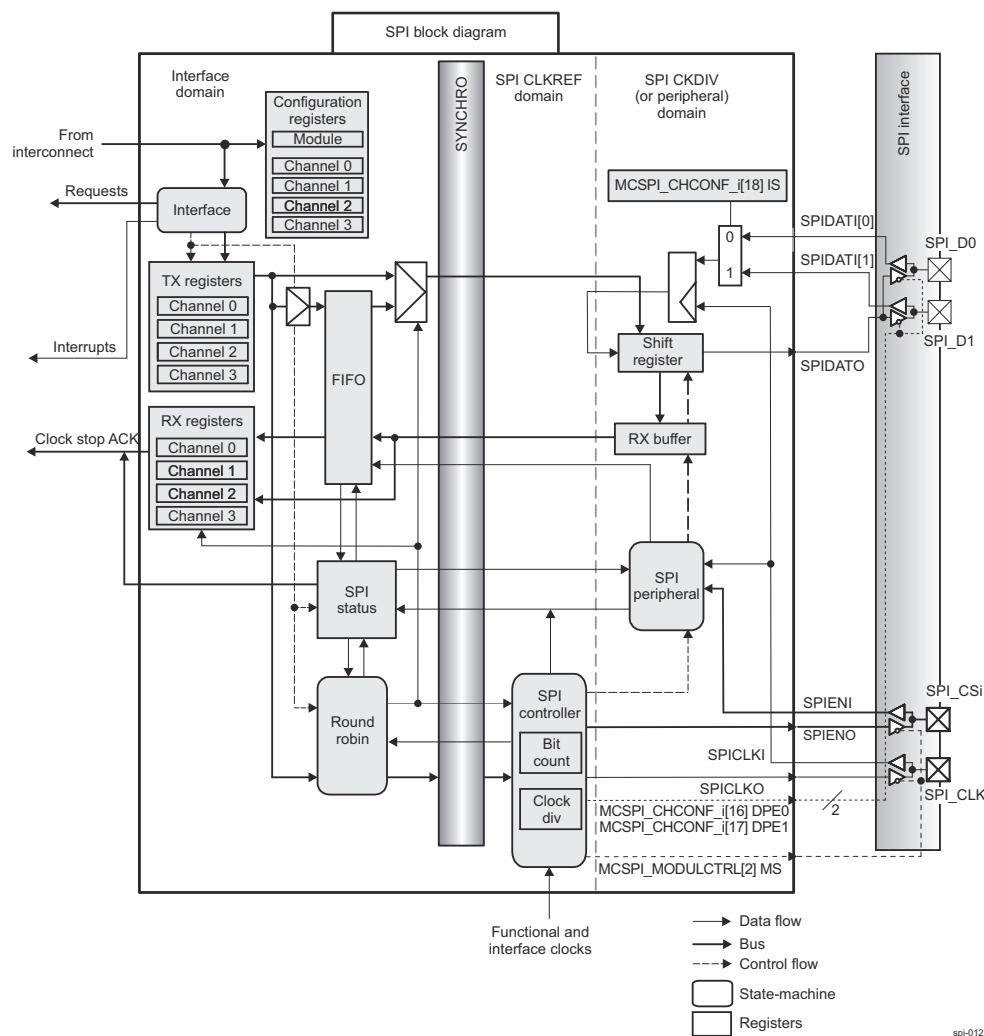 SPI block diagram
Interface
domain
SPI CLKREF
domain
SPI CKDIV
(or peripheral)
domain
SYNCHRO
SPI interface
Configuration
registers
Module
Channel 0
Channel 1
Channel 2
Channel 3
From
interconnect
Requests
Interface
MCSPI_CHCONF_i[18] IS
SPIDATI[0]
0
1
SPIDATI[1]
SPI_D0
SPI_D1
TX registers
Channel 0
Channel 1
Channel 2
Channel 3
Interrupts
FIFO
Shift
register
SPIDATO
RX registers
Channel 0
Channel 1
Channel 2
Channel 3
Clock stop ACK
RX buffer
SPI
status
SPI
peripheral
Round
robin
SPI
controller
Bit
count
Clock
div
SPIENI
SPIENO
SPI_CSi
SPICLKI
SPICLKO
SPI_CLK
MCSPI_CHCONF_i[16] DPE0
MCSPI_CHCONF_i[17] DPE1
2
MCSPI_MODULCTRL[2] MS
Functional and
interface clocks
Data flow
Bus
Control flow
State-machine
Registers
spi-012